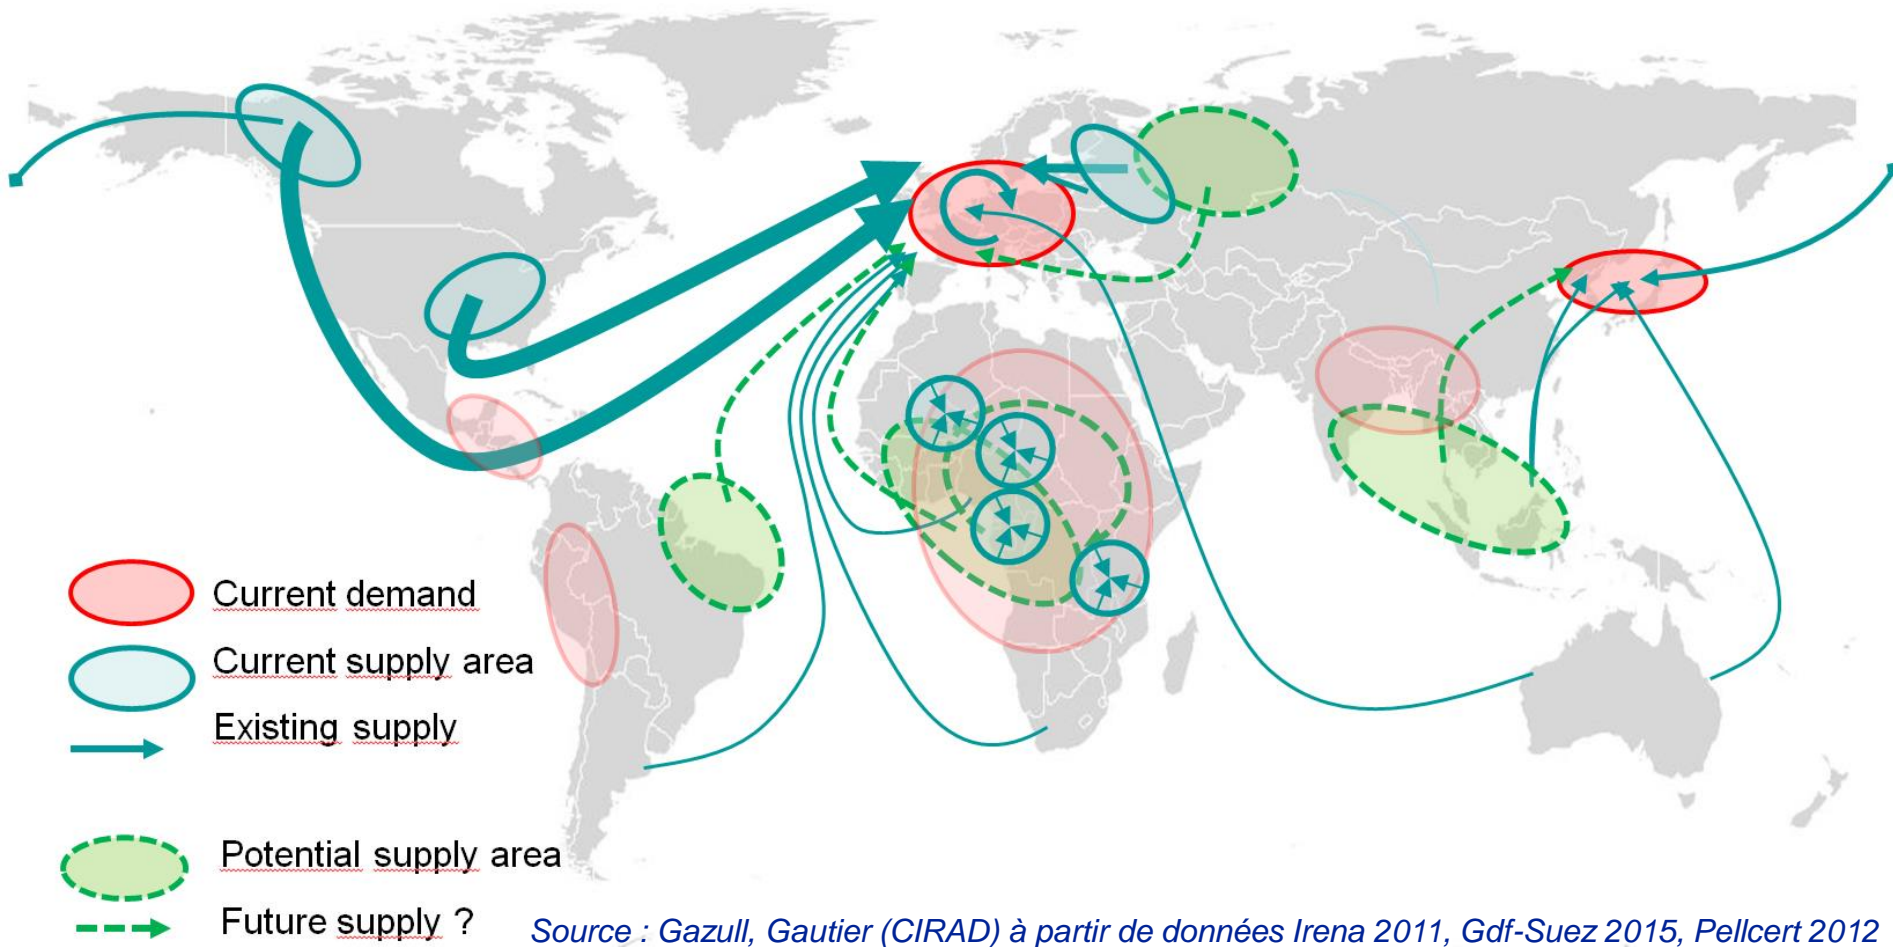 Current demand
Current supply area
Existing supply
Potential supply area
Future supply ?
Source : Gazull, Gautier (CIRAD) à partir de données Irena 2011, Gdf-Suez 2015, Pellcert 2012